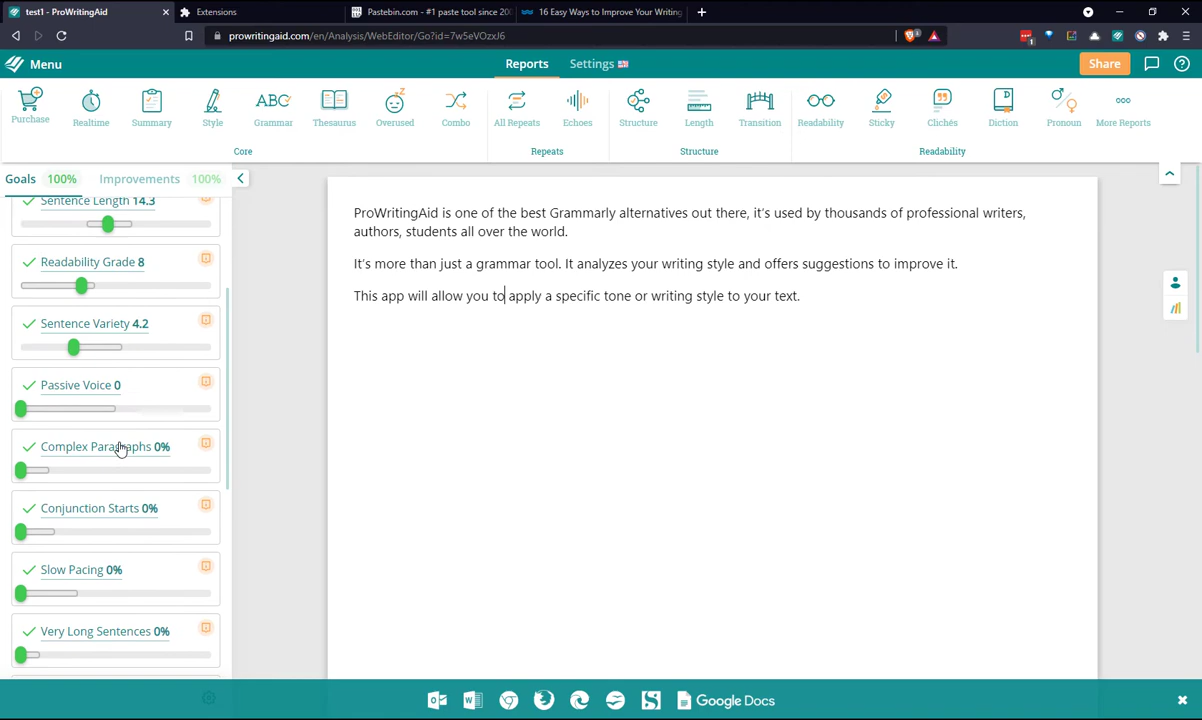 test1 - ProWritingAid
Extensions
Pastebin.com - #1 paste tool since 200
16 Easy Ways to Improve Your Writing
prowritingaid.com/en/Analysis/WebEditor/Go?id=7w5eVOzxJ6
Menu
Reports
Settings
Share
Purchase
Realtime
Summary
Style
Grammar
Thesaurus
Overused
Combo
All Repeats
Echoes
Structure
Length
Transition
Readability
Sticky
Clichés
Diction
Pronoun
More Reports
Core
Repeats
Structure
Readability
Goals 100%
Improvements 100%
Sentence Length 14.3
Readability Grade 8
Sentence Variety 4.2
Passive Voice 0
Complex Paragraphs 0%
Conjunction Starts 0%
Slow Pacing 0%
Very Long Sentences 0%
ProWritingAid is one of the best Grammarly alternatives out there, it's used by thousands of professional writers,
authors, students all over the world.
It's more than just a grammar tool. It analyzes your writing style and offers suggestions to improve it.
This app will allow you to apply a specific tone or writing style to your text.
Google Docs